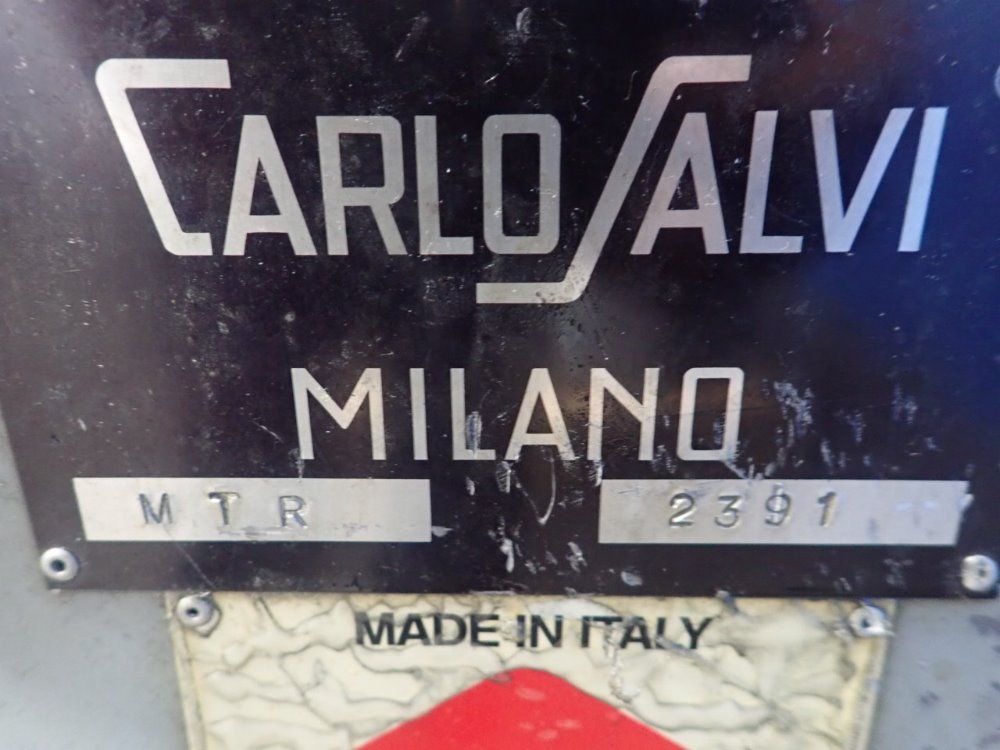 CARLO SALVI
MILANO
MTR 2391
MADE IN ITALY